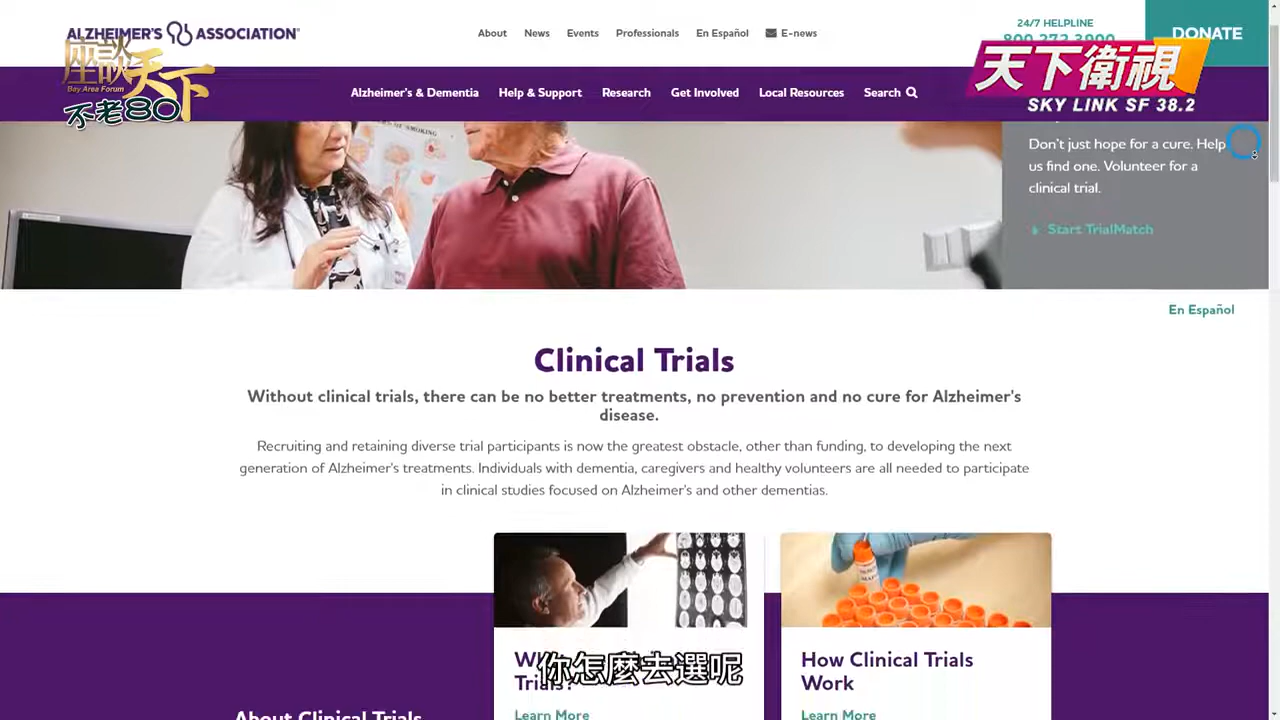 ALZHEIMER'S ASSOCIATION®
About News Events Professionals En Español E-news
24/7 HELPLINE
800.272.3900
DONATE
座談天下
Bay Area Forum
不老80
天下衛視
SKY LINK SF 38.2
Alzheimer's & Dementia Help & Support Research Get Involved Local Resources Search
Don't just hope for a cure. Help
us find one. Volunteer for a
clinical trial.
Start TrialMatch
En Español
Clinical Trials
Without clinical trials, there can be no better treatments, no prevention and no cure for Alzheimer's
disease.
Recruiting and retaining diverse trial participants is now the greatest obstacle, other than funding, to developing the next
generation of Alzheimer's treatments. Individuals with dementia, caregivers and healthy volunteers are all needed to participate
in clinical studies focused on Alzheimer's and other dementias.
Trials?
你怎麼去選呢
Learn More
How Clinical Trials
Work
Learn More
About Clinical Trials